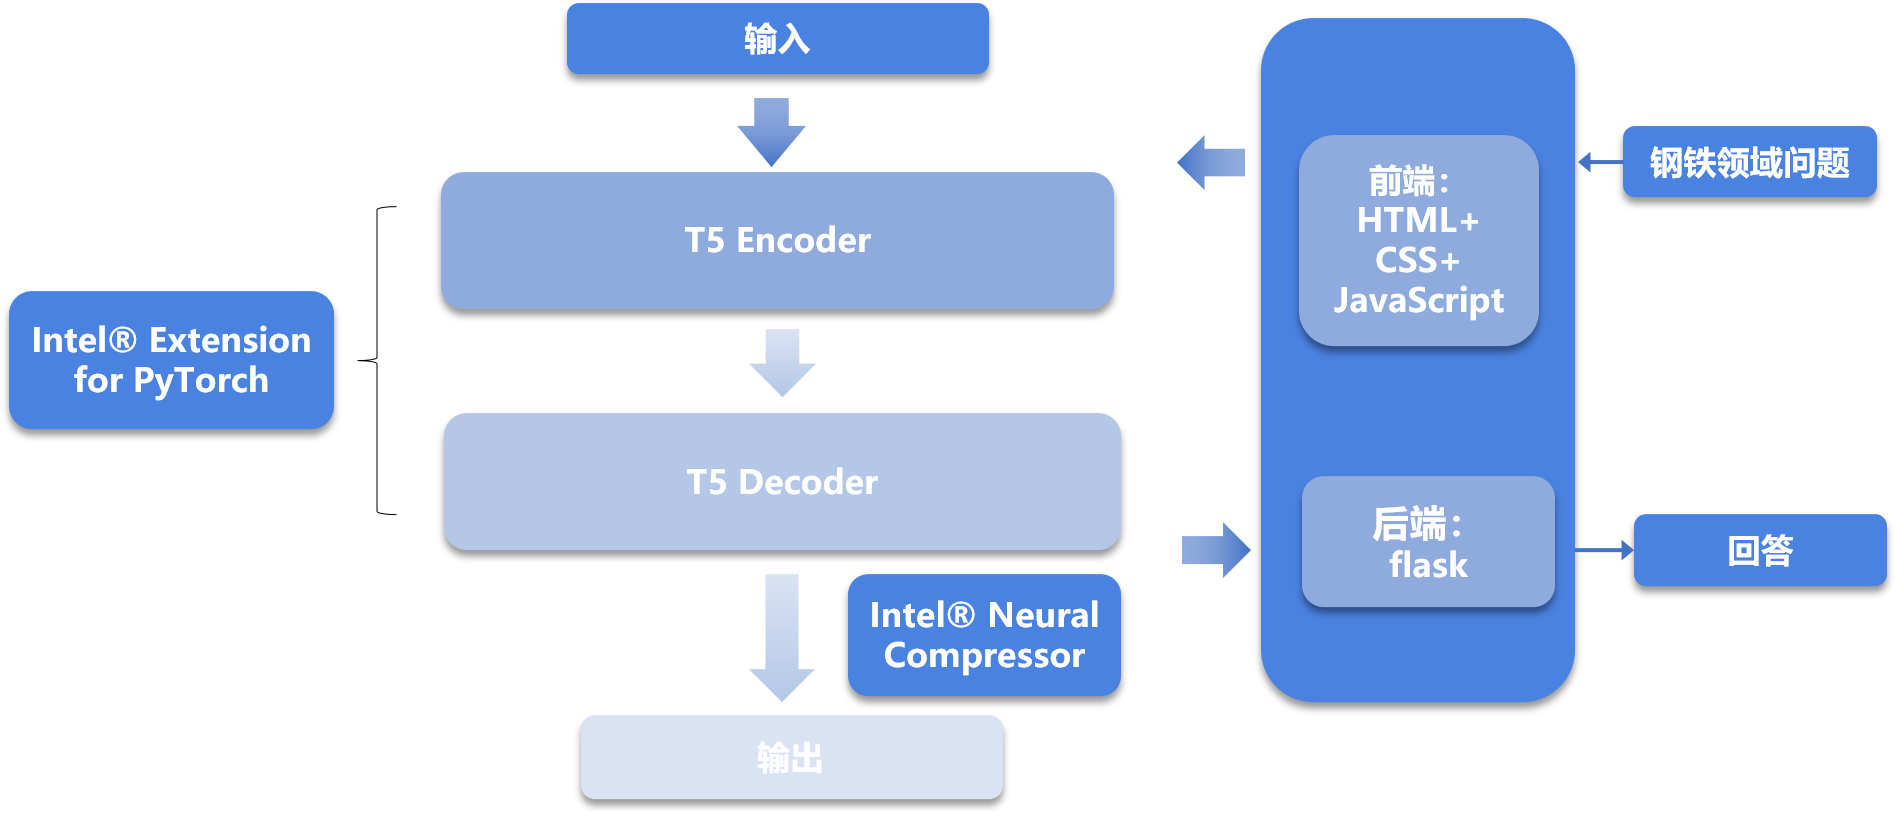 输入
T5 Encoder
Intel® Extension
for PyTorch
T5 Decoder
Intel® Neural
Compressor
输出
前端：
HTML+
CSS+
JavaScript
后端：
flask
钢铁领域问题
回答